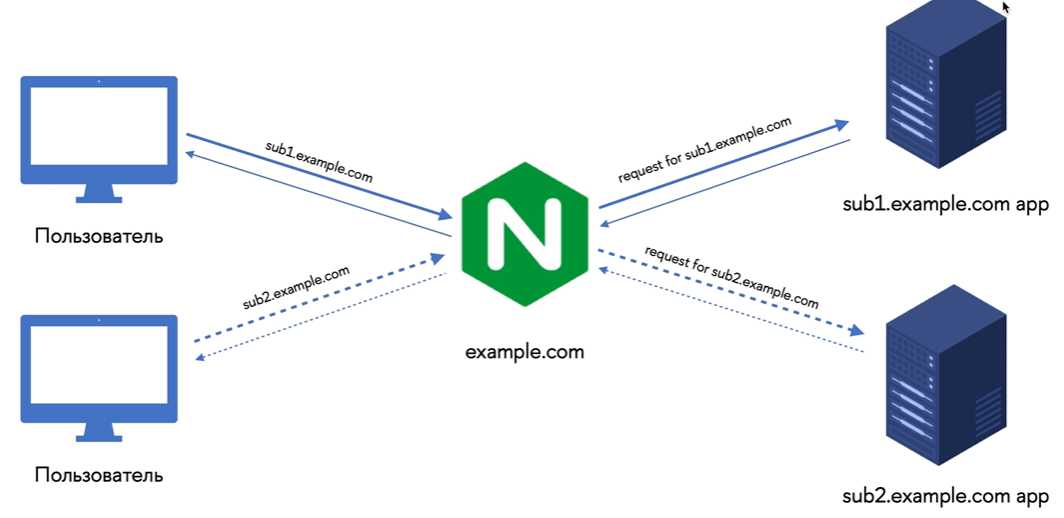 sub1.example.com
request for sub1.example.com
sub1.example.com app
Пользователь
N
sub2.example.com
request for sub2.example.com
example.com
Пользователь
sub2.example.com app